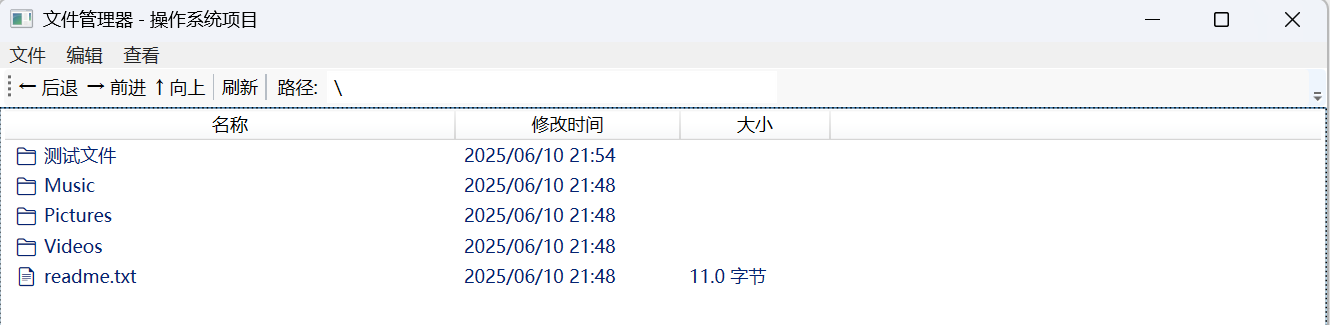 文件管理器 - 操作系统项目
文件 编辑 查看
← 后退 → 前进 ↑ 向上 刷新 路径: \
名称 修改时间 大小
测试文件 2025/06/10 21:54
Music 2025/06/10 21:48
Pictures 2025/06/10 21:48
Videos 2025/06/10 21:48
readme.txt 2025/06/10 21:48 11.0 字节